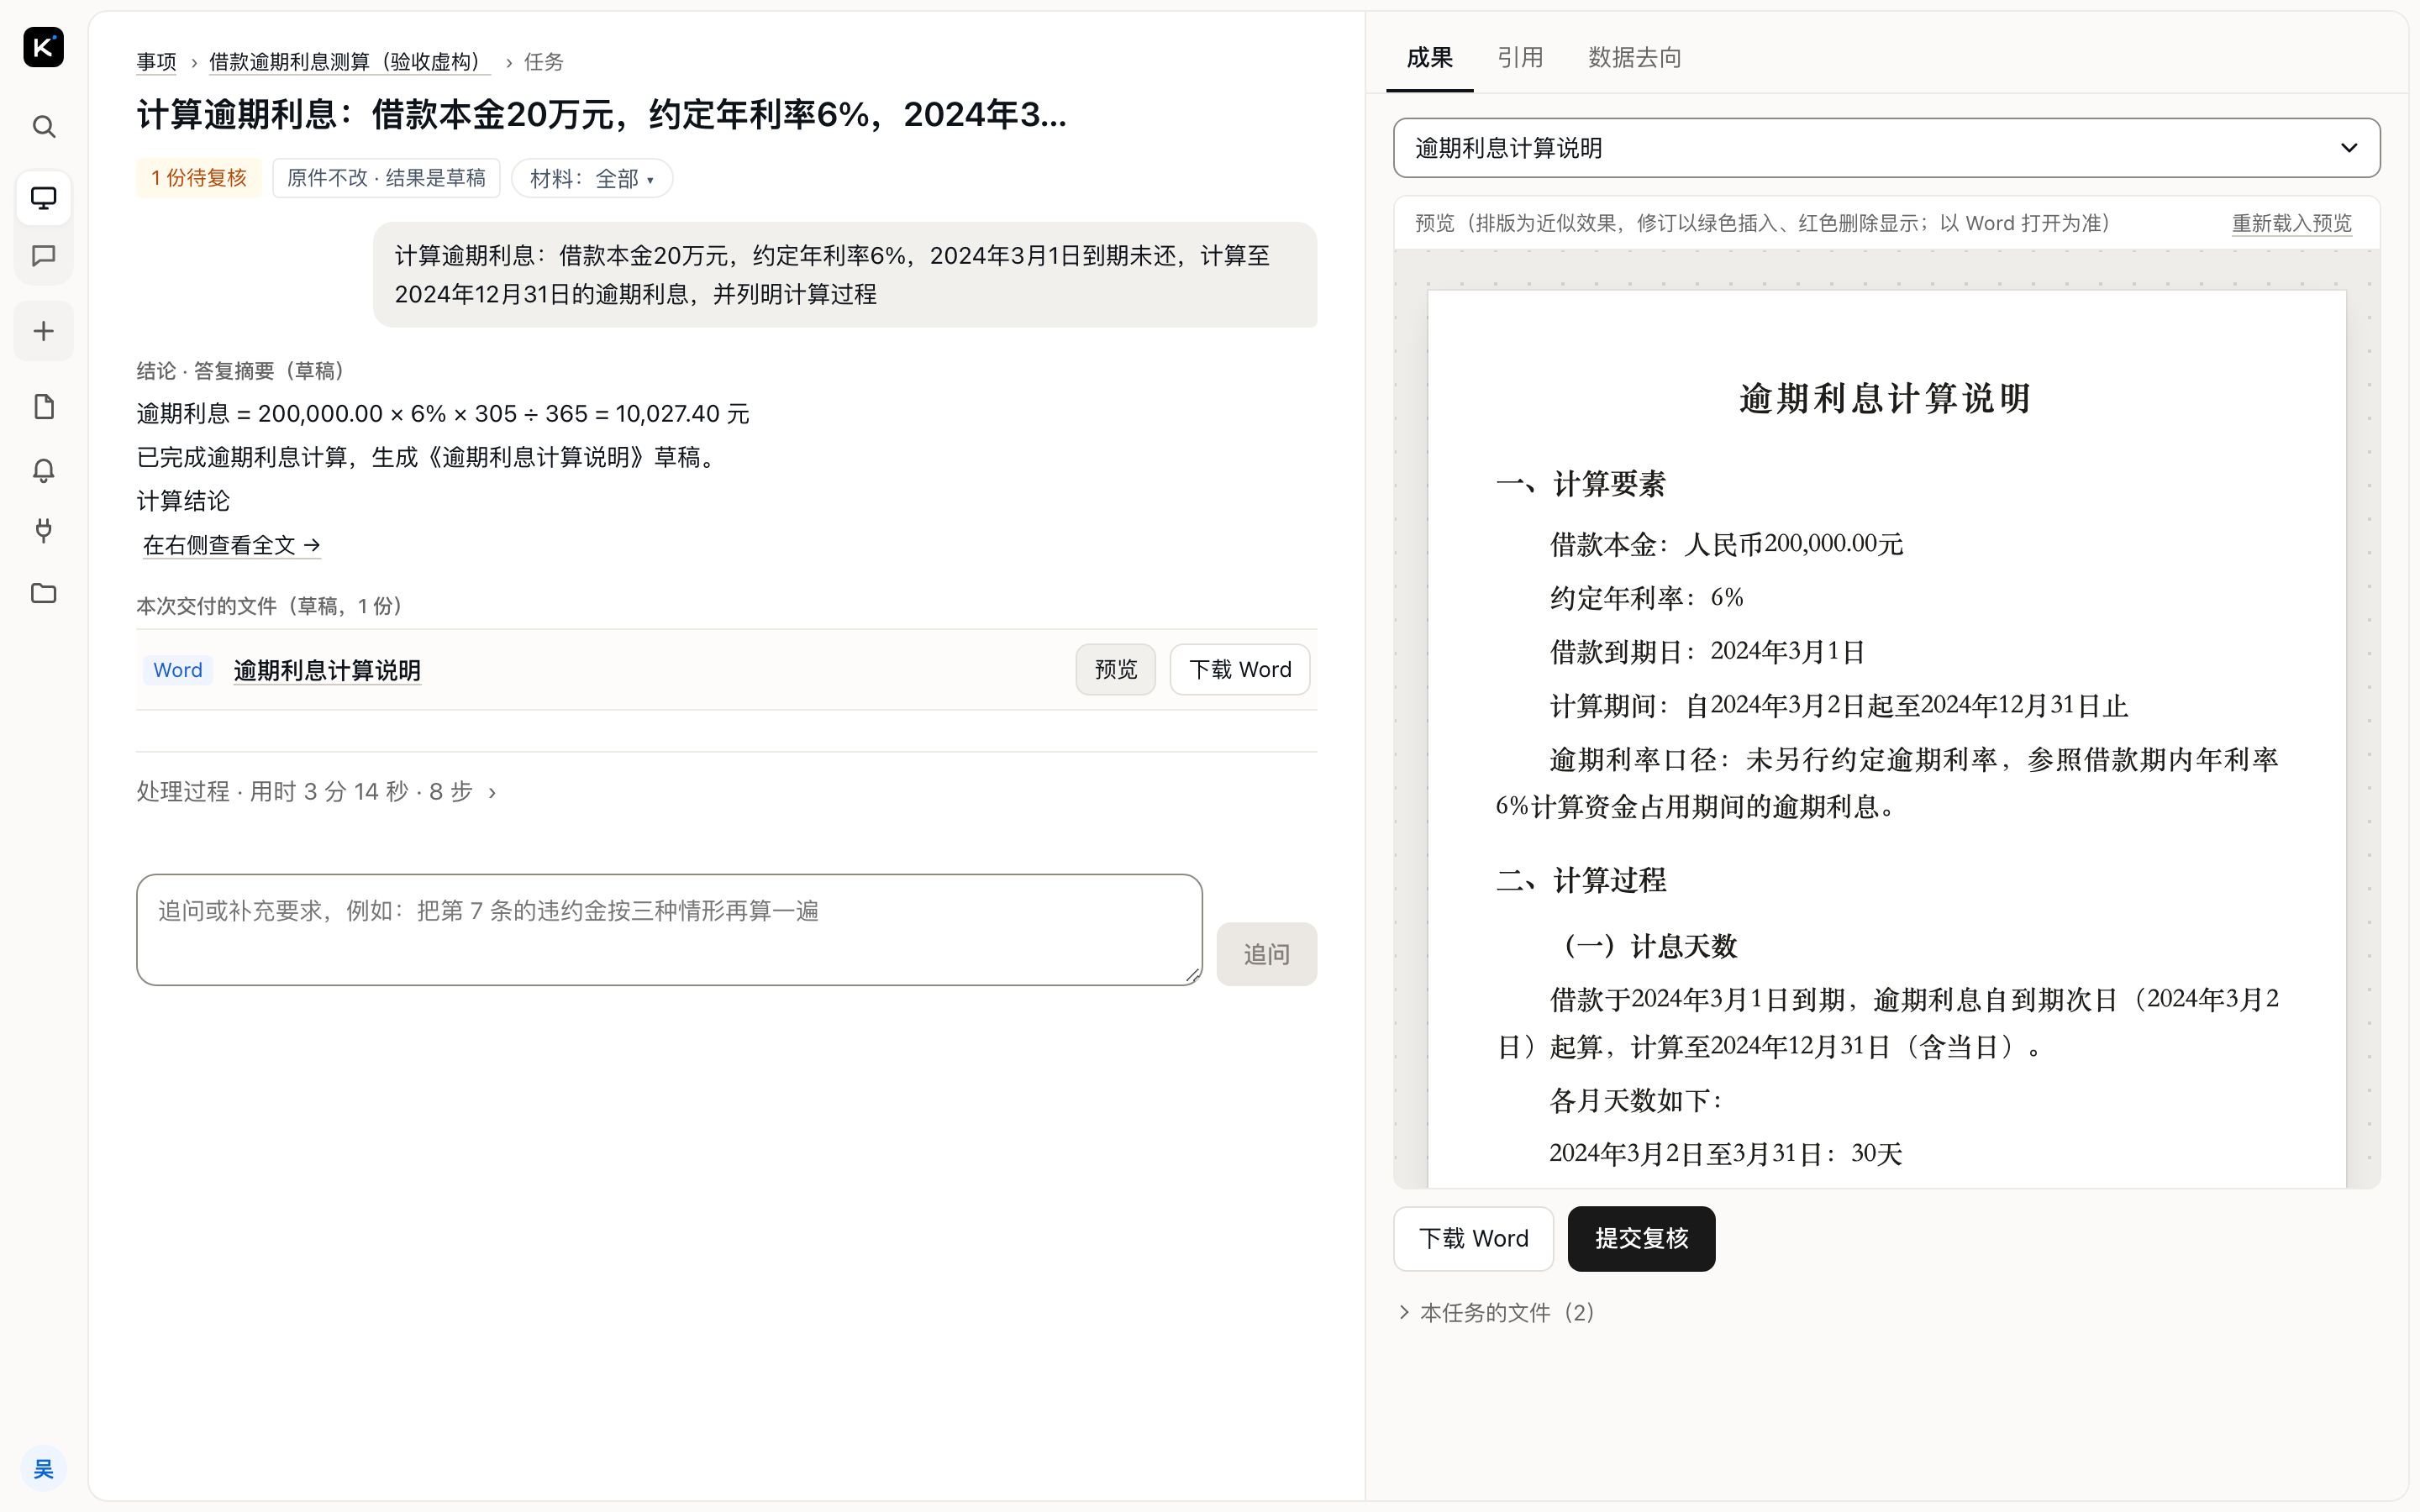 K
事项 › 借款逾期利息测算（验收虚构） › 任务
计算逾期利息：借款本金20万元，约定年利率6%，2024年3...
1 份待复核
原件不改 · 结果是草稿
材料：全部 ▾
计算逾期利息：借款本金20万元，约定年利率6%，2024年3月1日到期未还，计算至
2024年12月31日的逾期利息，并列明计算过程
结论 · 答复摘要（草稿）
逾期利息 = 200,000.00 × 6% × 305 ÷ 365 = 10,027.40 元
已完成逾期利息计算，生成《逾期利息计算说明》草稿。
计算结论
在右侧查看全文 →
本次交付的文件（草稿，1 份）
Word 逾期利息计算说明 预览 下载 Word
处理过程 · 用时 3 分 14 秒 · 8 步 ›
追问或补充要求，例如：把第 7 条的违约金按三种情形再算一遍
追问
吴
成果 引用 数据去向
逾期利息计算说明
预览（排版为近似效果，修订以绿色插入、红色删除显示；以 Word 打开为准） 重新载入预览
逾期利息计算说明
一、计算要素
借款本金：人民币200,000.00元
约定年利率：6%
借款到期日：2024年3月1日
计算期间：自2024年3月2日起至2024年12月31日止
逾期利率口径：未另行约定逾期利率，参照借款期内年利率
6%计算资金占用期间的逾期利息。
二、计算过程
（一）计息天数
借款于2024年3月1日到期，逾期利息自到期次日（2024年3月2
日）起算，计算至2024年12月31日（含当日）。
各月天数如下：
2024年3月2日至3月31日：30天
下载 Word 提交复核
本任务的文件（2）